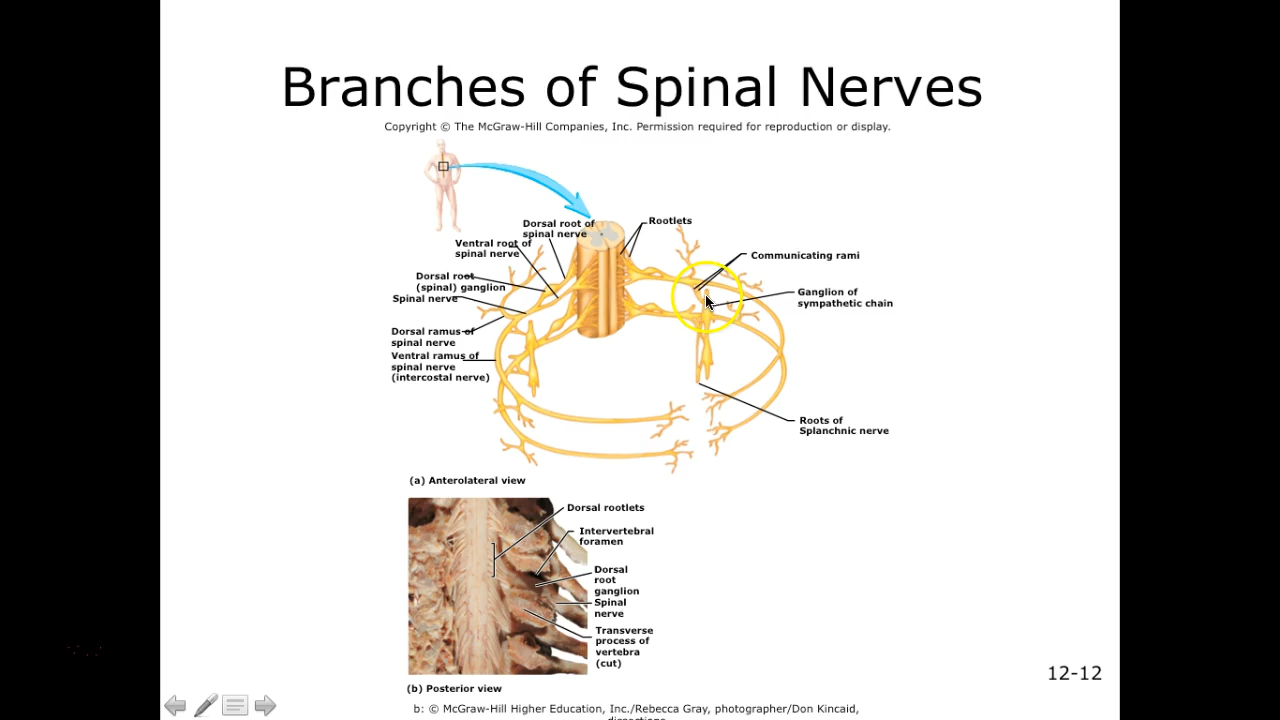 Branches of Spinal Nerves
Copyright © The McGraw-Hill Companies, Inc. Permission required for reproduction or display.
Dorsal root of
spinal nerve
Rootlets
Ventral root of
spinal nerve
Communicating rami
Dorsal root
(spinal) ganglion
Spinal nerve
Ganglion of
sympathetic chain
Dorsal ramus of
spinal nerve
Ventral ramus of
spinal nerve
(intercostal nerve)
Roots of
Splanchnic nerve
(a) Anterolateral view
Dorsal rootlets
Intervertebral
foramen
Dorsal
root
ganglion
Spinal
nerve
Transverse
process of
vertebra
(cut)
(b) Posterior view
12-12
b: © McGraw-Hill Higher Education, Inc./Rebecca Gray, photographer/Don Kincaid,
dissections